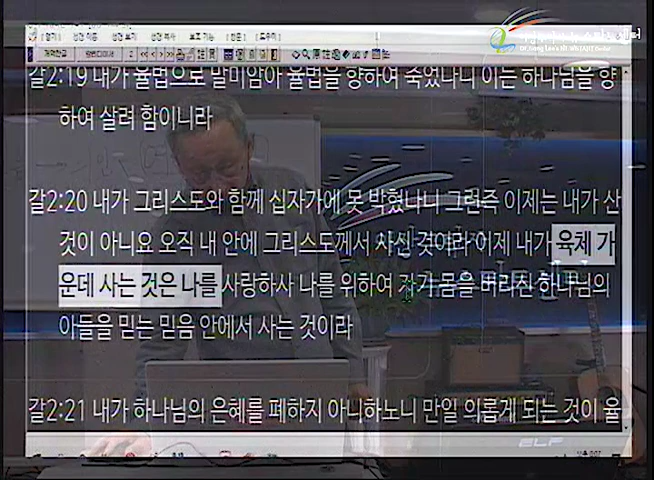 갈2:19 내가 율법으로 말미암아 율법을 향하여 죽었나니 이는 하나님을 향
하여 살려 함이니라
갈2:20 내가 그리스도와 함께 십자가에 못 박혔나니 그런즉 이제는 내가 산
것이 아니요 오직 내 안에 그리스도께서 사신 것이라 이제 내가 육체 가
운데 사는 것은 나를 사랑하사 나를 위하여 자기 몸을 버리신 하나님의
아들을 믿는 믿음 안에서 사는 것이라
갈2:21 내가 하나님의 은혜를 폐하지 아니하노니 만일 의롭게 되는 것이 율